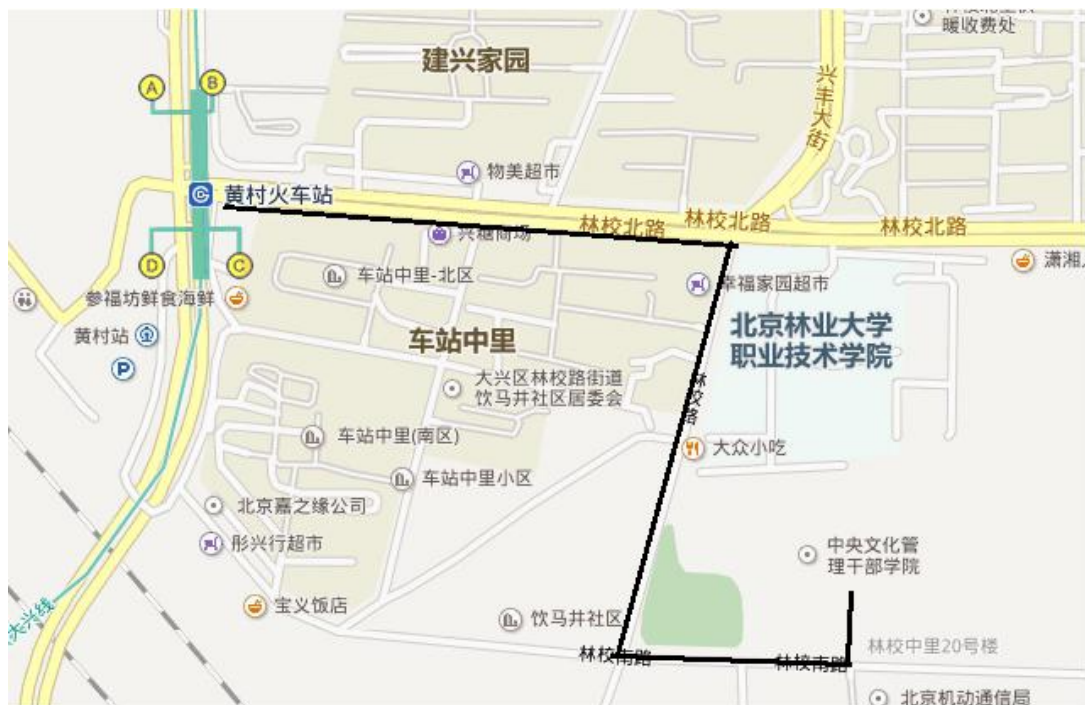 暖收费处
建兴家园
A
B
兴丰大街
物美超市
黄村火车站
林校北路
林校北路
林校北路
兴糖商场
潇湘
D
C
车站中里-北区
幸福家园超市
参福坊鲜食海鲜
北京林业大学
职业技术学院
黄村站
车站中里
P
大兴区林校路街道
饮马井社区居委会
林校路
车站中里(南区)
大众小吃
车站中里小区
北京嘉之缘公司
彤兴行超市
中央文化管
理干部学院
宝义饭店
饮马井社区
大兴线
林校南路
林校南路
林校中里20号楼
北京机动通信局